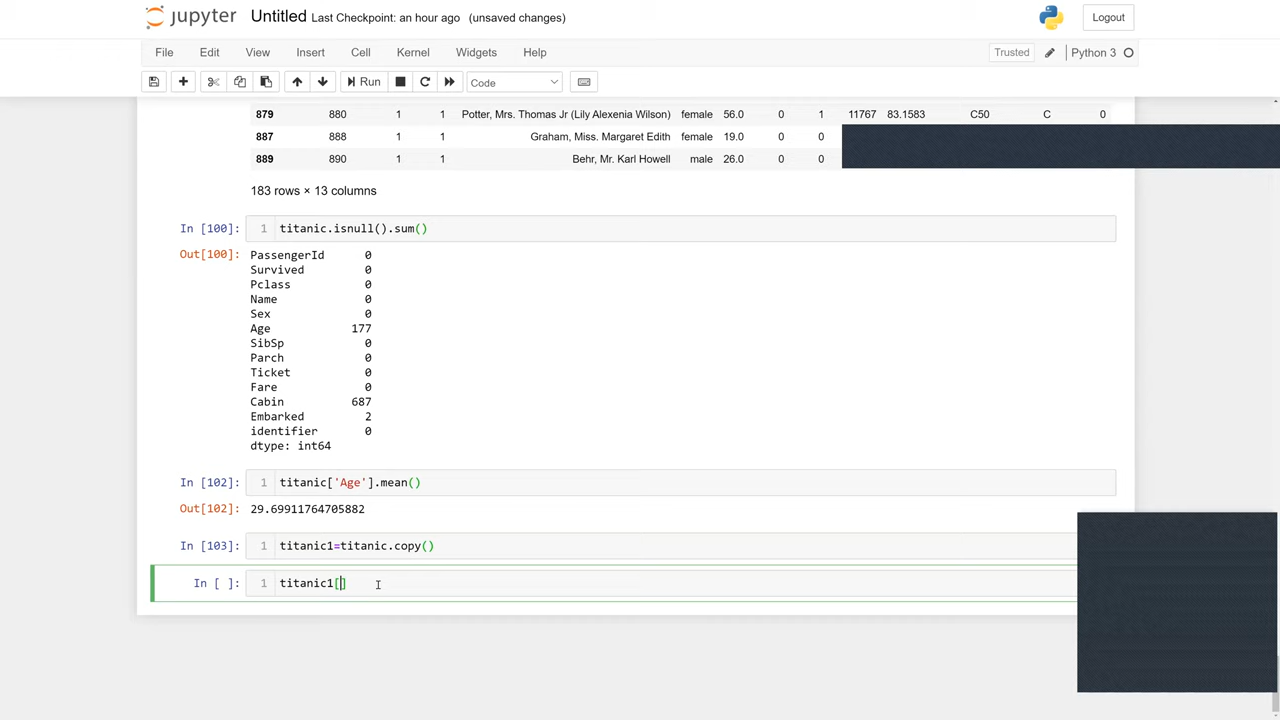 jupyter Untitled Last Checkpoint: an hour ago (unsaved changes) Logout
File Edit View Insert Cell Kernel Widgets Help Trusted Python 3
Run Code
879 880 1 1 Potter, Mrs. Thomas Jr (Lily Alexenia Wilson) female 56.0 0 1 11767 83.1583 C50 C 0
887 888 1 1 Graham, Miss. Margaret Edith female 19.0 0 0
889 890 1 1 Behr, Mr. Karl Howell male 26.0 0 0
183 rows × 13 columns
In [100]: 1 titanic.isnull().sum()
Out[100]: PassengerId 0
Survived 0
Pclass 0
Name 0
Sex 0
Age 177
SibSp 0
Parch 0
Ticket 0
Fare 0
Cabin 687
Embarked 2
identifier 0
dtype: int64
In [102]: 1 titanic['Age'].mean()
Out[102]: 29.69911764705882
In [103]: 1 titanic1=titanic.copy()
In [ ]: 1 titanic1[]